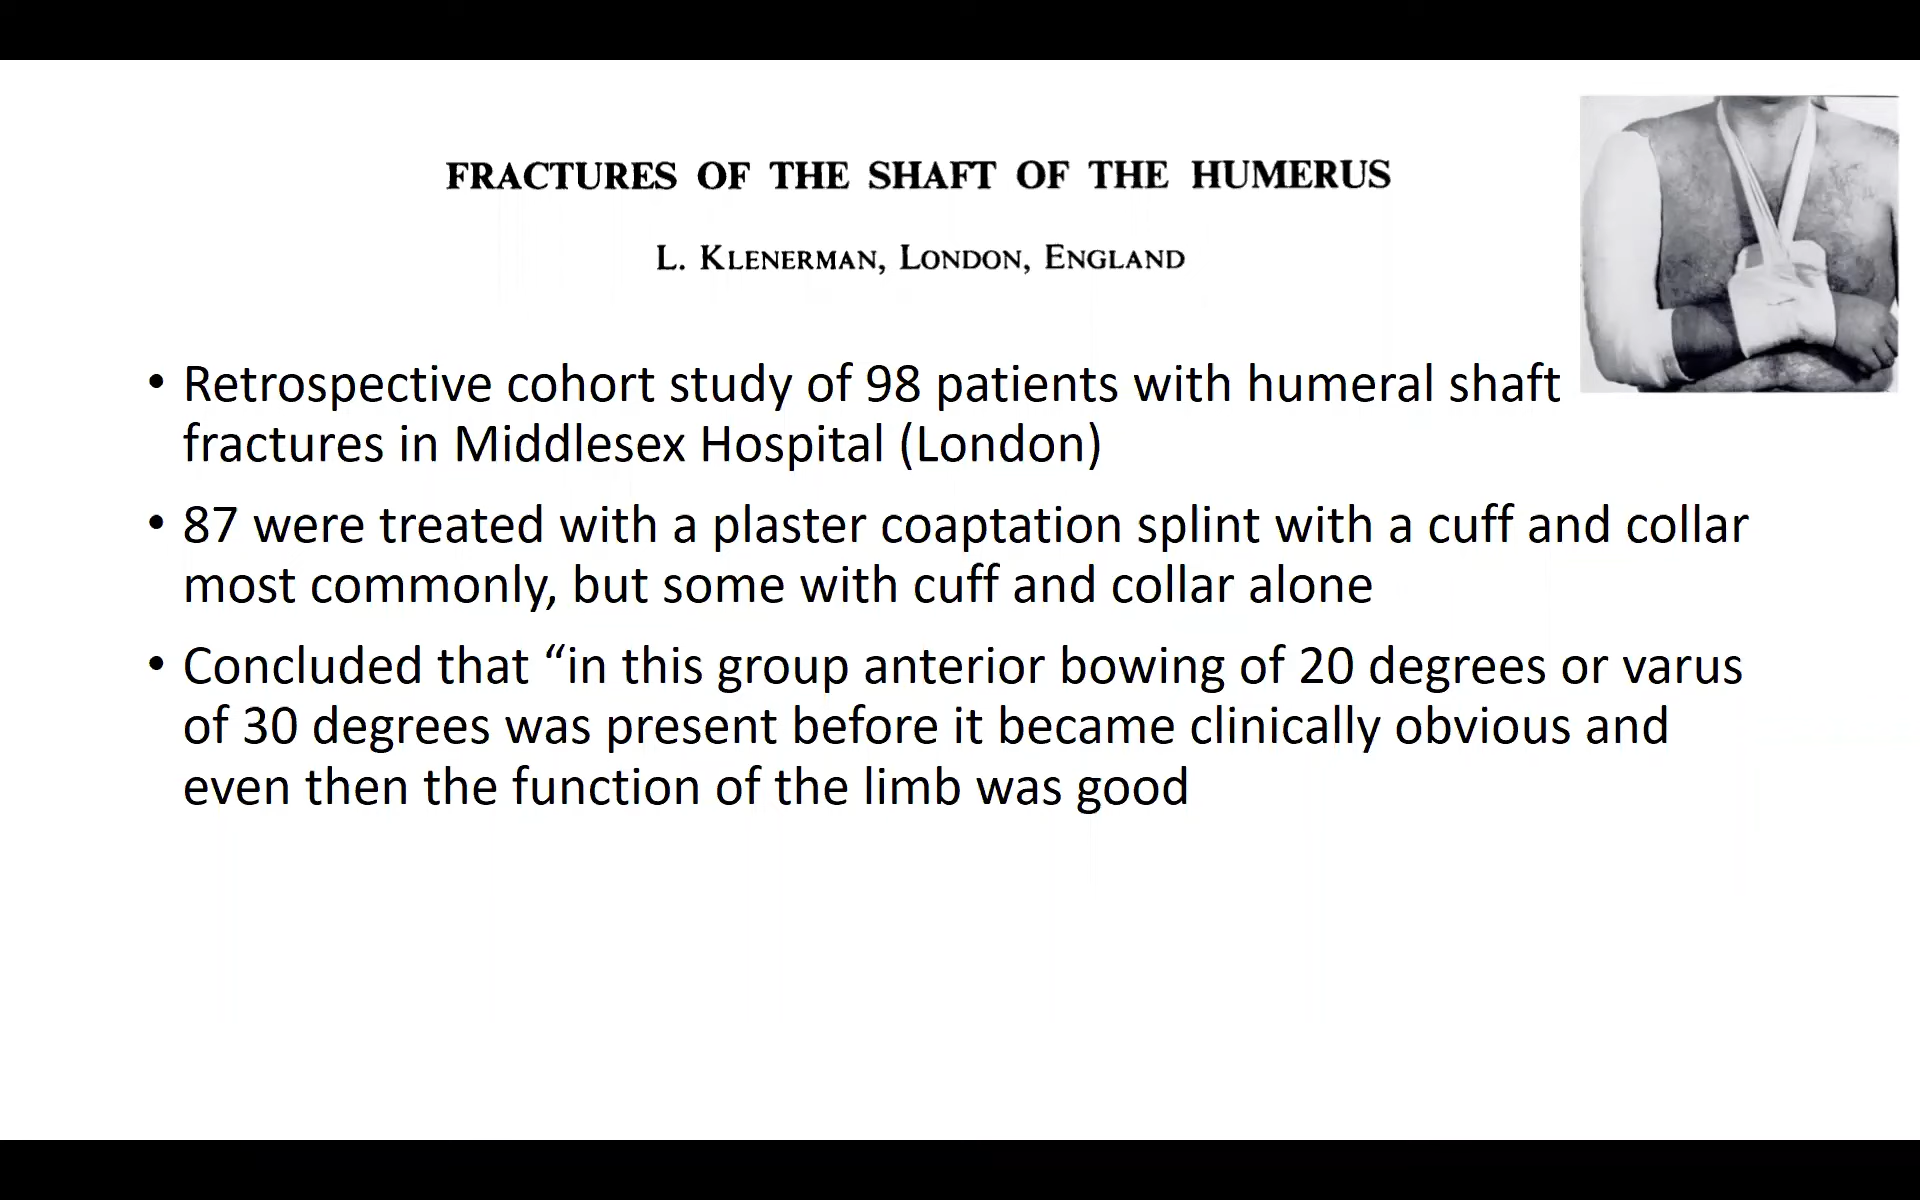 FRACTURES OF THE SHAFT OF THE HUMERUS
L. KLENERMAN, LONDON, ENGLAND
• Retrospective cohort study of 98 patients with humeral shaft
fractures in Middlesex Hospital (London)
• 87 were treated with a plaster coaptation splint with a cuff and collar
most commonly, but some with cuff and collar alone
• Concluded that “in this group anterior bowing of 20 degrees or varus
of 30 degrees was present before it became clinically obvious and
even then the function of the limb was good